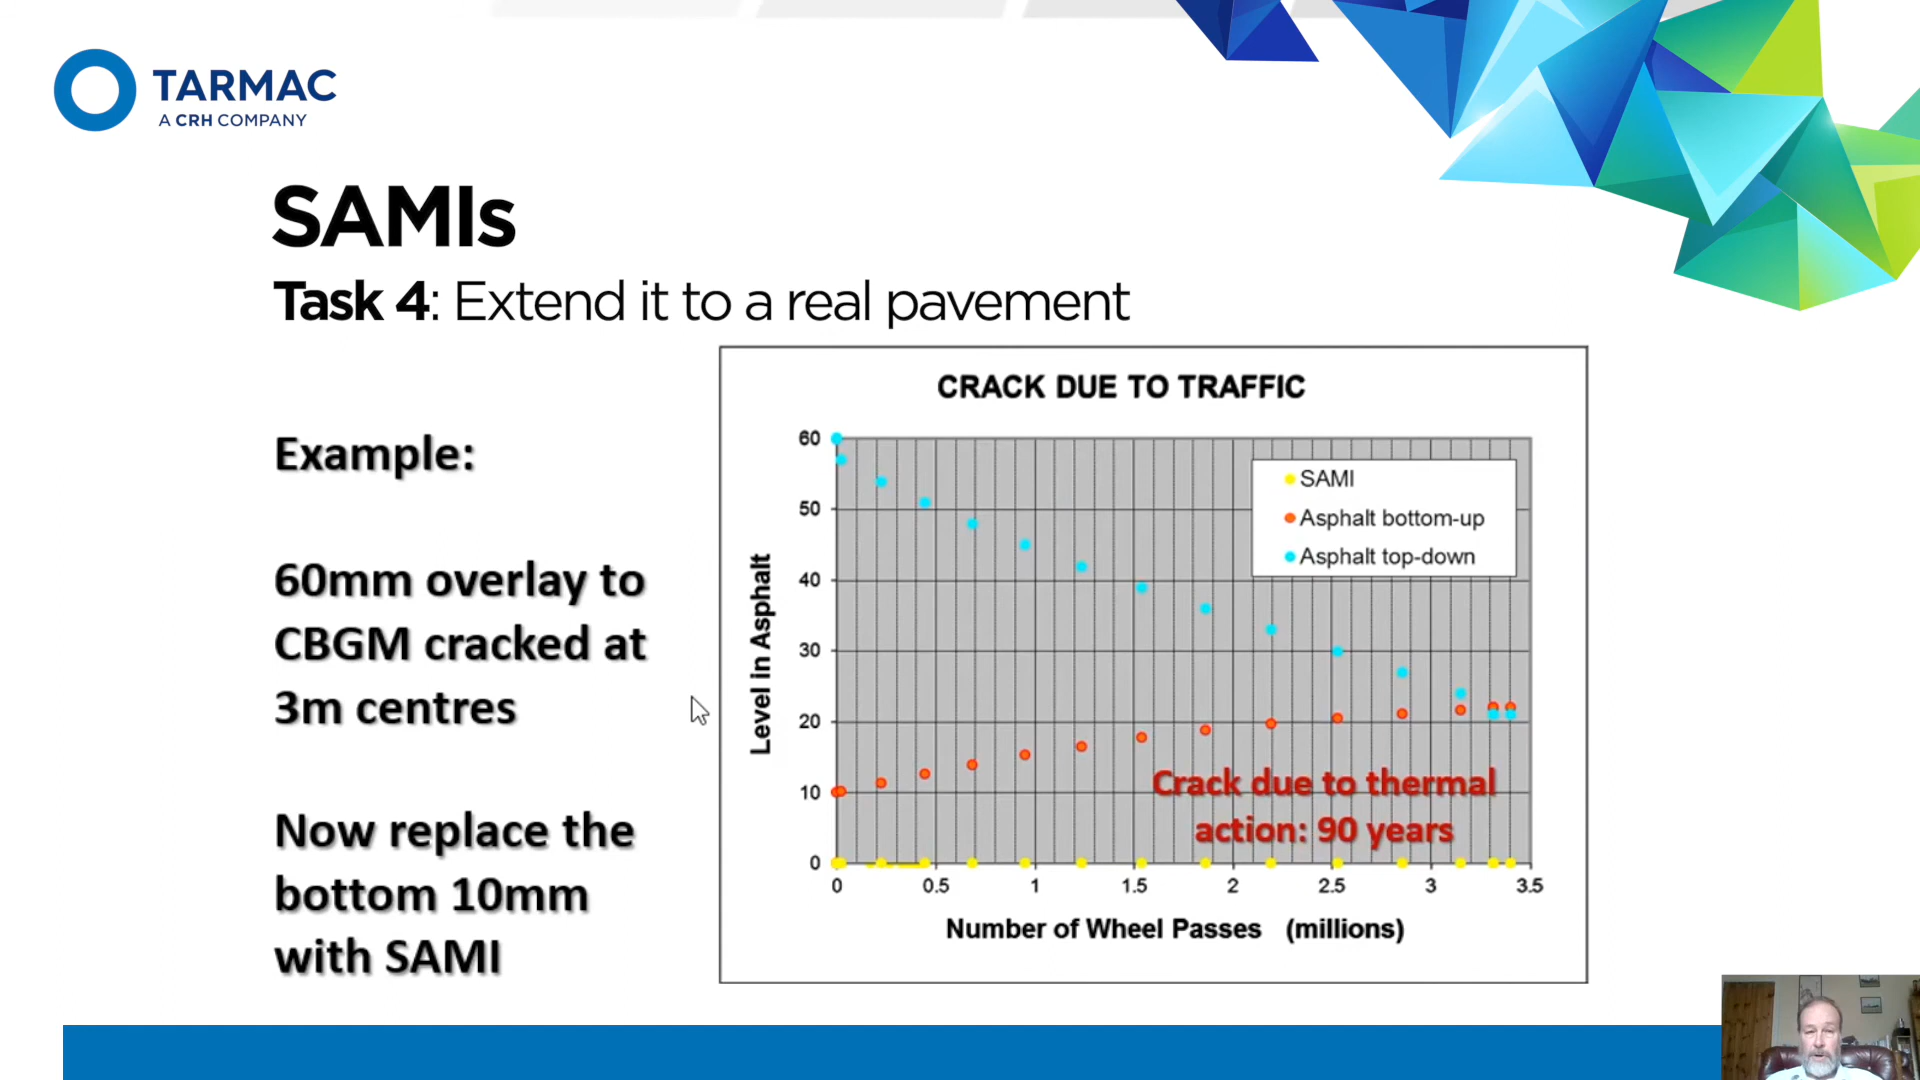 TARMAC
A CRH COMPANY
SAMIs
Task 4: Extend it to a real pavement
Example:
60mm overlay to
CBGM cracked at
3m centres
Now replace the
bottom 10mm
with SAMI
CRACK DUE TO TRAFFIC
Level in Asphalt
60
50
40
30
20
10
0
SAMI
Asphalt bottom-up
Asphalt top-down
Crack due to thermal
action: 90 years
0 0.5 1 1.5 2 2.5 3 3.5
Number of Wheel Passes (millions)